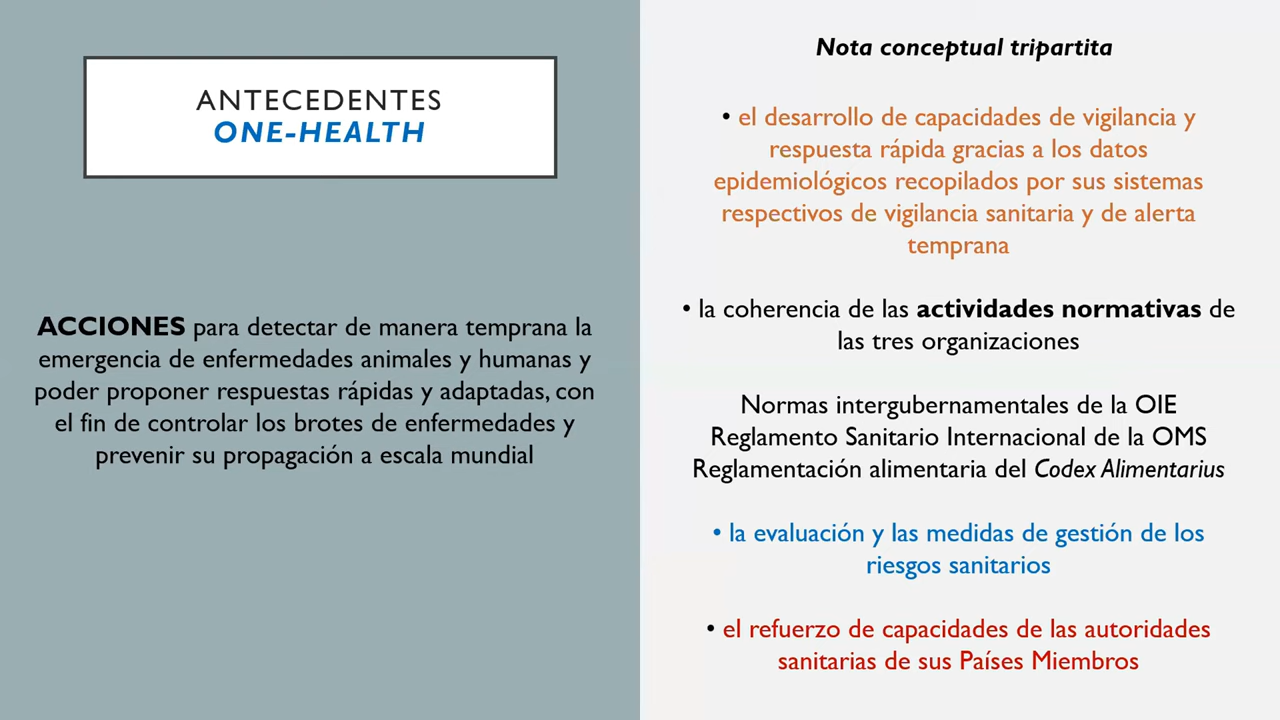 ANTECEDENTES
ONE-HEALTH
ACCIONES para detectar de manera temprana la
emergencia de enfermedades animales y humanas y
poder proponer respuestas rápidas y adaptadas, con
el fin de controlar los brotes de enfermedades y
prevenir su propagación a escala mundial
Nota conceptual tripartita
• el desarrollo de capacidades de vigilancia y
respuesta rápida gracias a los datos
epidemiológicos recopilados por sus sistemas
respectivos de vigilancia sanitaria y de alerta
temprana
• la coherencia de las actividades normativas de
las tres organizaciones
Normas intergubernamentales de la OIE
Reglamento Sanitario Internacional de la OMS
Reglamentación alimentaria del Codex Alimentarius
• la evaluación y las medidas de gestión de los
riesgos sanitarios
• el refuerzo de capacidades de las autoridades
sanitarias de sus Países Miembros